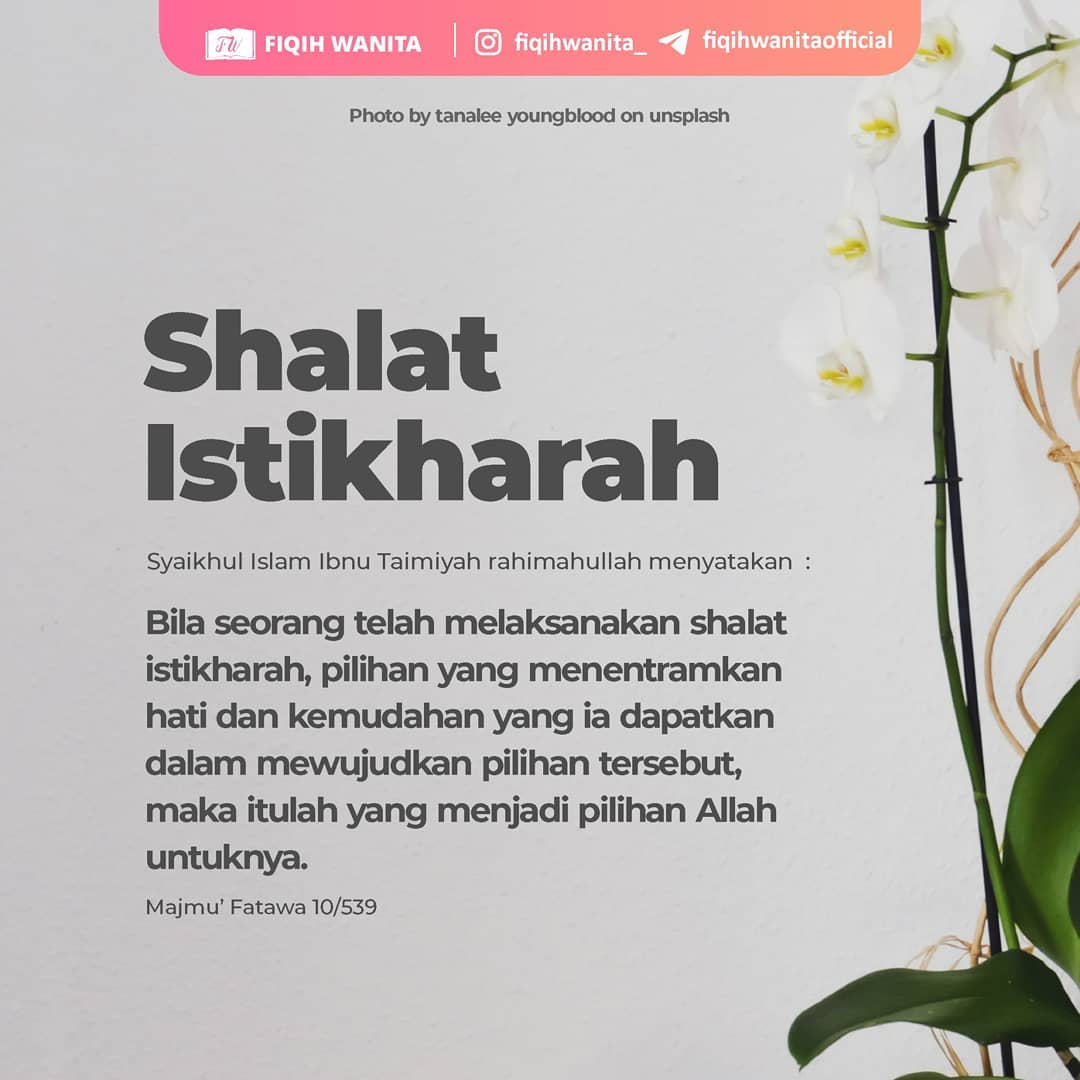 FW FIQIH WANITA fiqihwanita_ fiqihwanitaofficial
Photo by tanalee youngblood on unsplash
Shalat
Istikharah
Syaikhul Islam Ibnu Taimiyah rahimahullah menyatakan :
Bila seorang telah melaksanakan shalat
istikharah, pilihan yang menentramkan
hati dan kemudahan yang ia dapatkan
dalam mewujudkan pilihan tersebut,
maka itulah yang menjadi pilihan Allah
untuknya.
Majmu’ Fatawa 10/539